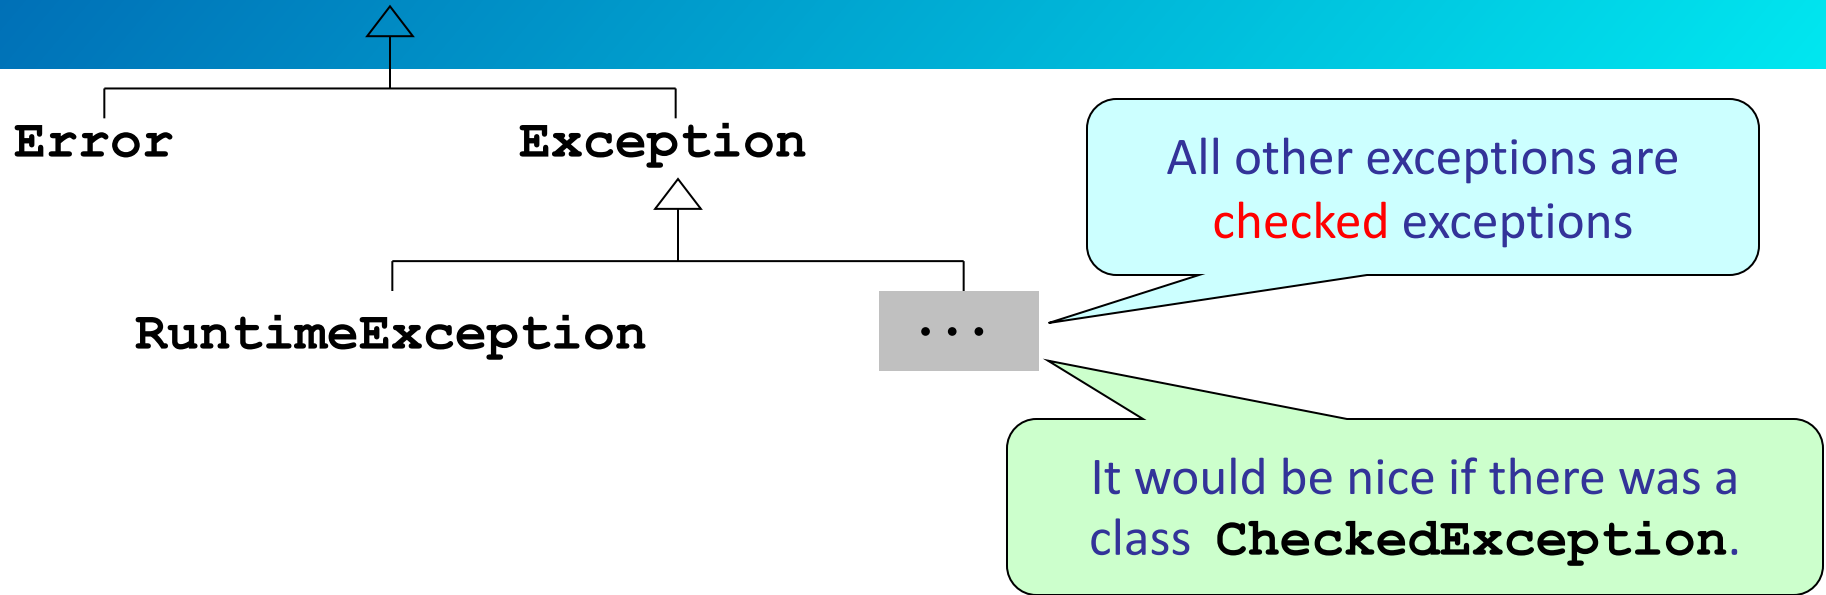 Error
Exception
All other exceptions are
checked exceptions
RuntimeException
...
It would be nice if there was a
class CheckedException.